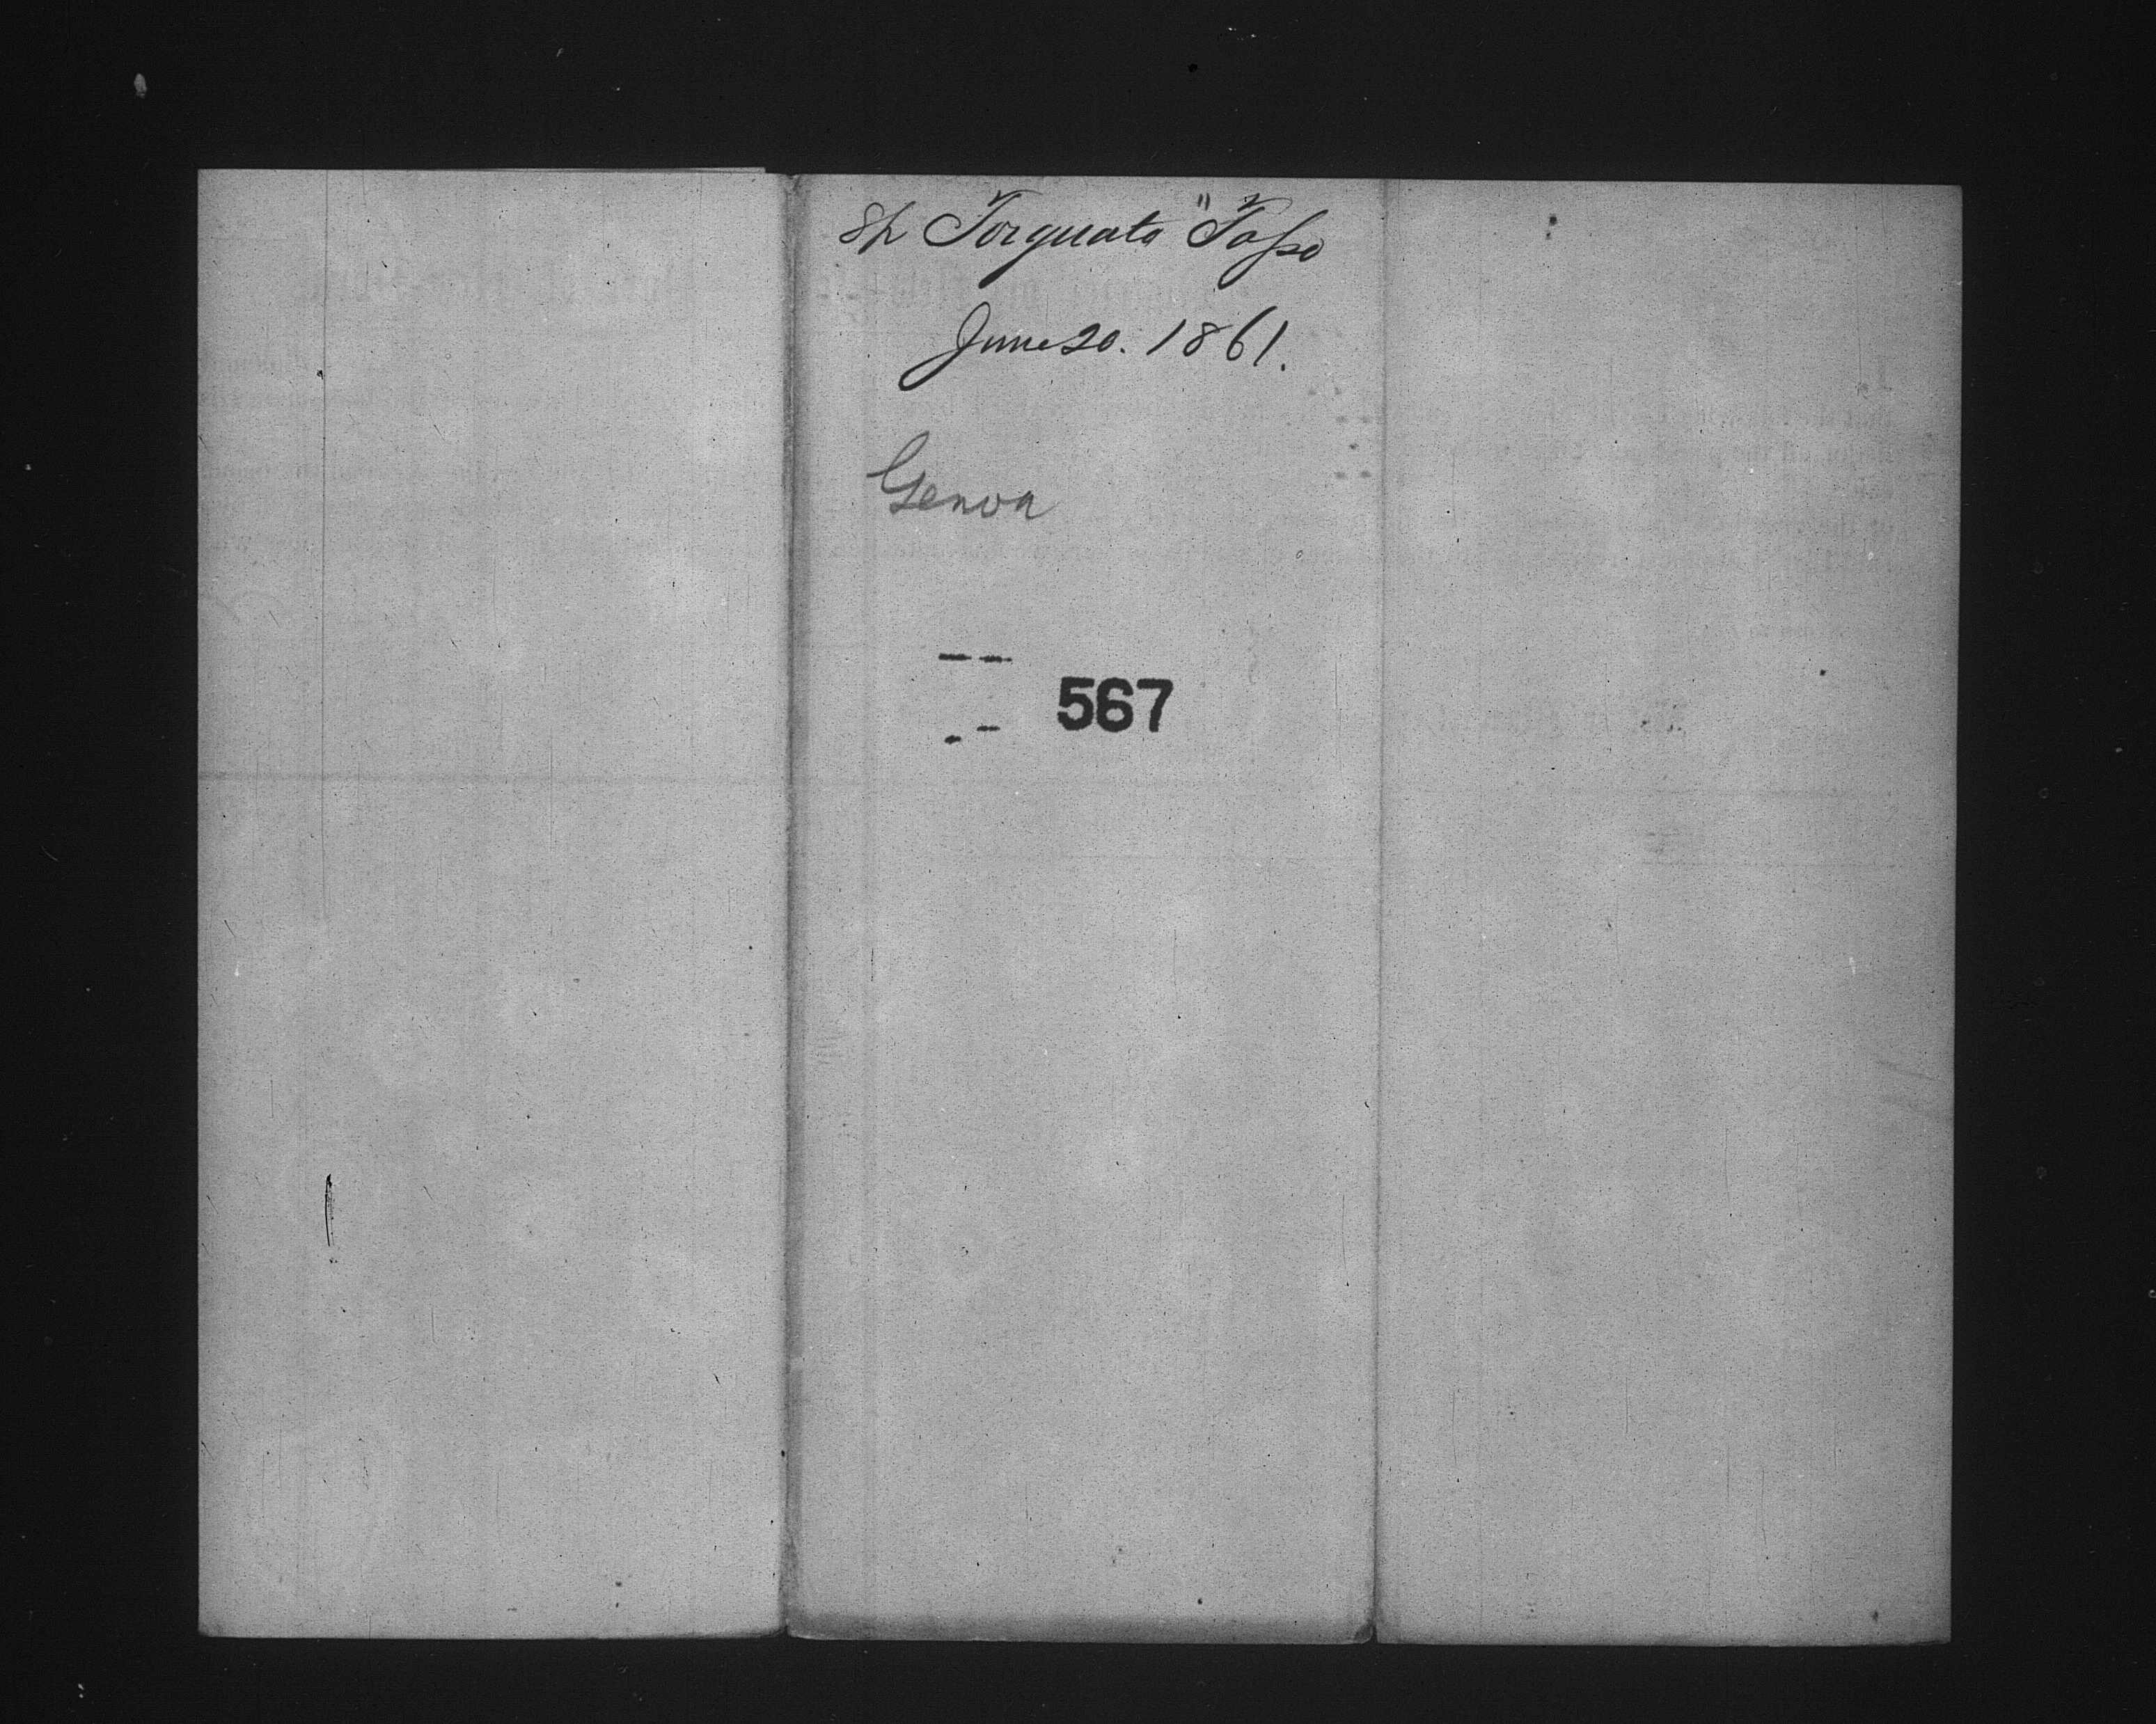 Sh Torquato "Tasso
June 20. 1861.
Genoa
567